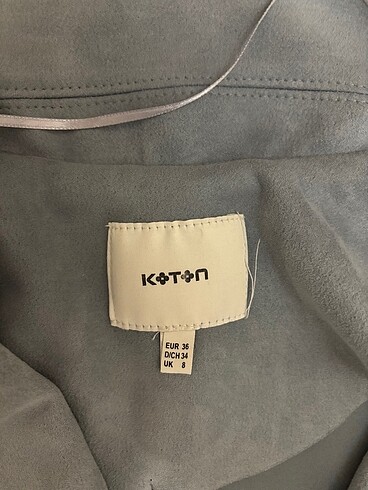 KOTON
EUR 36
D/CH 34
UK 8